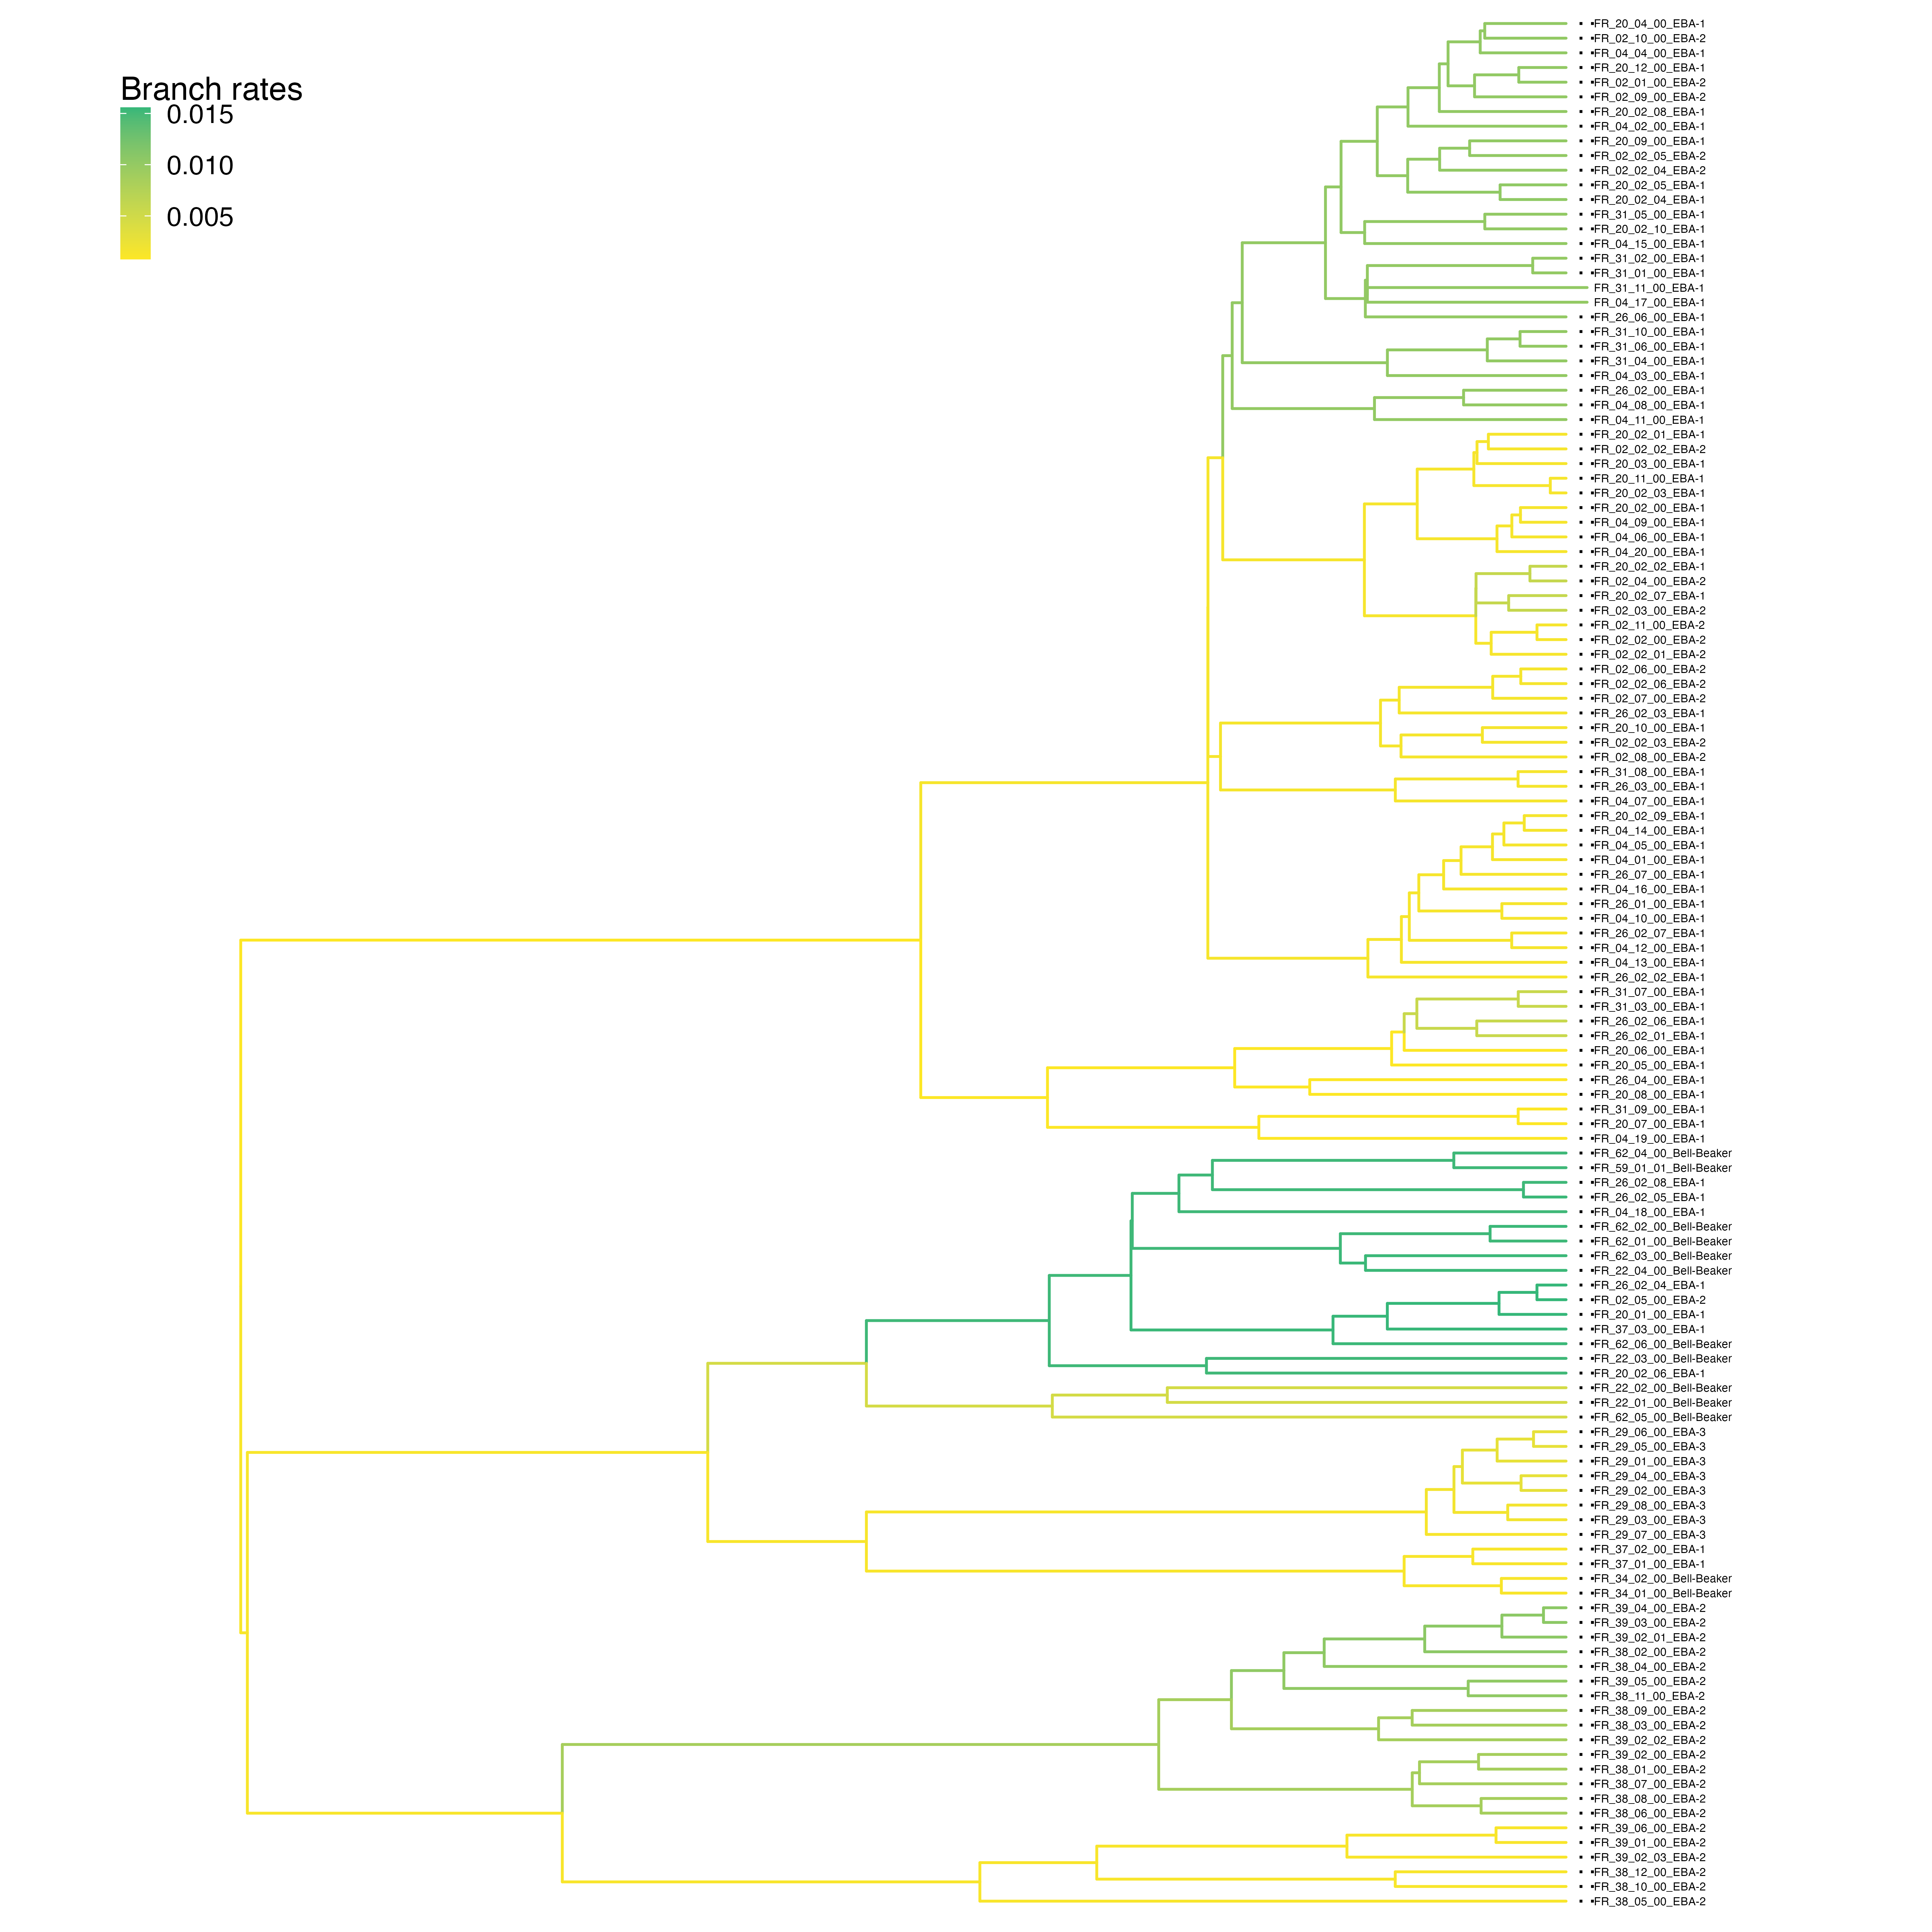 Branch rates
0.015
0.010
0.005
FR_20_04_00_EBA-1
FR_02_10_00_EBA-2
FR_04_04_00_EBA-1
FR_20_12_00_EBA-1
FR_02_01_00_EBA-2
FR_02_09_00_EBA-2
FR_20_02_08_EBA-1
FR_04_02_00_EBA-1
FR_20_09_00_EBA-1
FR_02_02_05_EBA-2
FR_02_02_04_EBA-2
FR_20_02_05_EBA-1
FR_20_02_04_EBA-1
FR_31_05_00_EBA-1
FR_20_02_10_EBA-1
FR_04_15_00_EBA-1
FR_31_02_00_EBA-1
FR_31_01_00_EBA-1
FR_31_11_00_EBA-1
FR_04_17_00_EBA-1
FR_26_06_00_EBA-1
FR_31_10_00_EBA-1
FR_31_06_00_EBA-1
FR_31_04_00_EBA-1
FR_04_03_00_EBA-1
FR_26_02_00_EBA-1
FR_04_08_00_EBA-1
FR_04_11_00_EBA-1
FR_20_02_01_EBA-1
FR_02_02_02_EBA-2
FR_20_03_00_EBA-1
FR_20_11_00_EBA-1
FR_20_02_03_EBA-1
FR_20_02_00_EBA-1
FR_04_09_00_EBA-1
FR_04_06_00_EBA-1
FR_04_20_00_EBA-1
FR_20_02_02_EBA-1
FR_02_04_00_EBA-2
FR_20_02_07_EBA-1
FR_02_03_00_EBA-2
FR_02_11_00_EBA-2
FR_02_02_00_EBA-2
FR_02_02_01_EBA-2
FR_02_06_00_EBA-2
FR_02_02_06_EBA-2
FR_02_07_00_EBA-2
FR_26_02_03_EBA-1
FR_20_10_00_EBA-1
FR_02_02_03_EBA-2
FR_02_08_00_EBA-2
FR_31_08_00_EBA-1
FR_26_03_00_EBA-1
FR_04_07_00_EBA-1
FR_20_02_09_EBA-1
FR_04_14_00_EBA-1
FR_04_05_00_EBA-1
FR_04_01_00_EBA-1
FR_26_07_00_EBA-1
FR_04_16_00_EBA-1
FR_26_01_00_EBA-1
FR_04_10_00_EBA-1
FR_26_02_07_EBA-1
FR_04_12_00_EBA-1
FR_04_13_00_EBA-1
FR_26_02_02_EBA-1
FR_31_07_00_EBA-1
FR_31_03_00_EBA-1
FR_26_02_06_EBA-1
FR_26_02_01_EBA-1
FR_20_06_00_EBA-1
FR_20_05_00_EBA-1
FR_26_04_00_EBA-1
FR_20_08_00_EBA-1
FR_31_09_00_EBA-1
FR_20_07_00_EBA-1
FR_04_19_00_EBA-1
FR_62_04_00_Bell-Beaker
FR_59_01_01_Bell-Beaker
FR_26_02_08_EBA-1
FR_26_02_05_EBA-1
FR_04_18_00_EBA-1
FR_62_02_00_Bell-Beaker
FR_62_01_00_Bell-Beaker
FR_62_03_00_Bell-Beaker
FR_22_04_00_Bell-Beaker
FR_26_02_04_EBA-1
FR_02_05_00_EBA-2
FR_20_01_00_EBA-1
FR_37_03_00_EBA-1
FR_62_06_00_Bell-Beaker
FR_22_03_00_Bell-Beaker
FR_20_02_06_EBA-1
FR_22_02_00_Bell-Beaker
FR_22_01_00_Bell-Beaker
FR_62_05_00_Bell-Beaker
FR_29_06_00_EBA-3
FR_29_05_00_EBA-3
FR_29_01_00_EBA-3
FR_29_04_00_EBA-3
FR_29_02_00_EBA-3
FR_29_08_00_EBA-3
FR_29_03_00_EBA-3
FR_29_07_00_EBA-3
FR_37_02_00_EBA-1
FR_37_01_00_EBA-1
FR_34_02_00_Bell-Beaker
FR_34_01_00_Bell-Beaker
FR_39_04_00_EBA-2
FR_39_03_00_EBA-2
FR_39_02_01_EBA-2
FR_38_02_00_EBA-2
FR_38_04_00_EBA-2
FR_39_05_00_EBA-2
FR_38_11_00_EBA-2
FR_38_09_00_EBA-2
FR_38_03_00_EBA-2
FR_39_02_02_EBA-2
FR_39_02_00_EBA-2
FR_38_01_00_EBA-2
FR_38_07_00_EBA-2
FR_38_08_00_EBA-2
FR_38_06_00_EBA-2
FR_39_06_00_EBA-2
FR_39_01_00_EBA-2
FR_39_02_03_EBA-2
FR_38_12_00_EBA-2
FR_38_10_00_EBA-2
FR_38_05_00_EBA-2